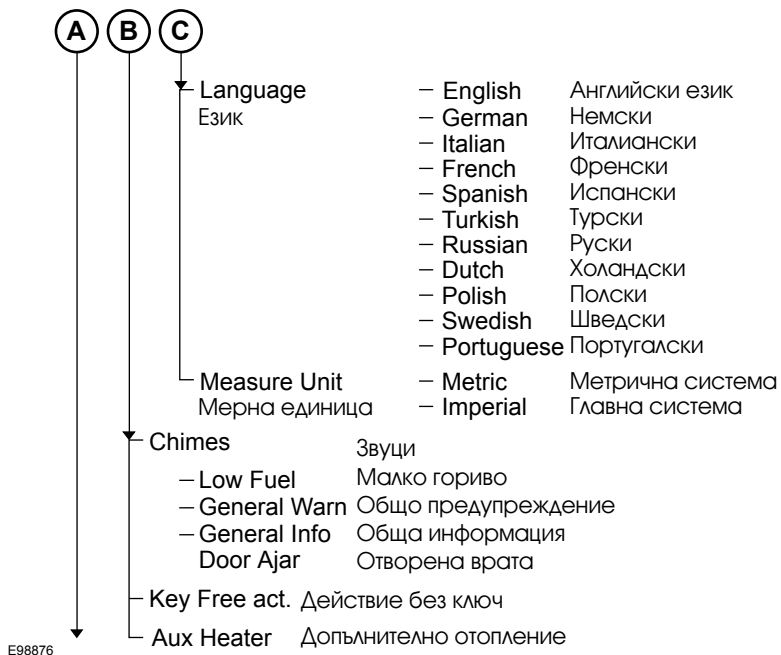 A B C
Language – English Английски език
Език – German Немски
– Italian Италиански
– French Френски
– Spanish Испански
– Turkish Турски
– Russian Руски
– Dutch Холандски
– Polish Полски
– Swedish Шведски
– Portuguese Португалски
Measure Unit – Metric Метрична система
Мерна единица – Imperial Главна система
Chimes Звуци
– Low Fuel Малко гориво
– General Warn Общо предупреждение
– General Info Обща информация
Door Ajar Отворена врата
Key Free act. Действие без ключ
Aux Heater Допълнително отопление
E98876